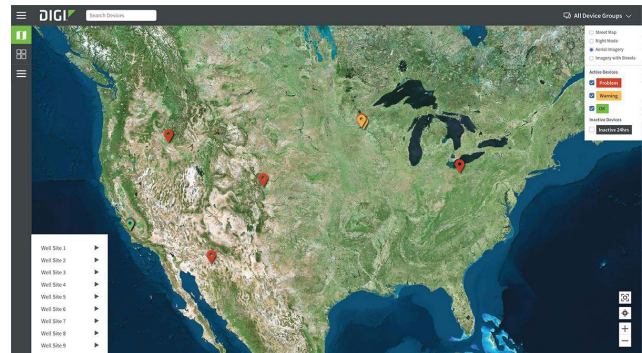 DIGI
Search Devices
All Device Groups
Street Map
Night Mode
Aerial Imagery
Imagery with Streets
Active Devices
Problem
Warning
OK
Inactive Devices
Inactive 24hrs
Well Site 1
Well Site 2
Well Site 3
Well Site 4
Well Site 5
Well Site 6
Well Site 7
Well Site 8
Well Site 9